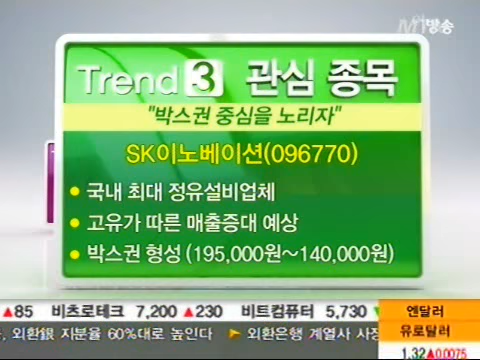 이방송
Trend 3 관심 종목
"박스권 중심을 노리자"
SK이노베이션(096770)
• 국내 최대 정유설비업체
• 고유가 따른 매출증대 예상
• 박스권 형성 (195,000원~140,000원)
▲85 비츠로테크 7,200 ▲230 비트컴퓨터 5,730
엔달러
외환銀 지분율 60%대로 높인다 ▷ 외환은행 계열사 사장
유로달러
1.32▲0.0075